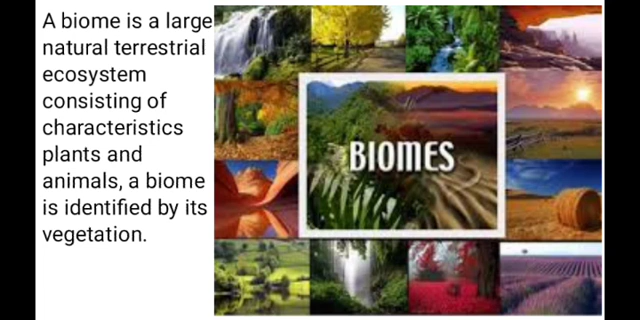 A biome is a large
natural terrestrial
ecosystem
consisting of
characteristics
plants and
animals, a biome
is identified by its
vegetation.
BIOMES